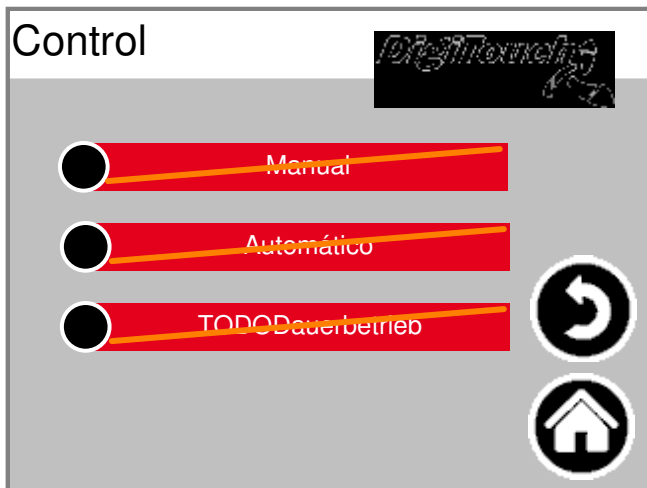 Control
DigiTouch
Manual
Automático
TODODauerbetrieb